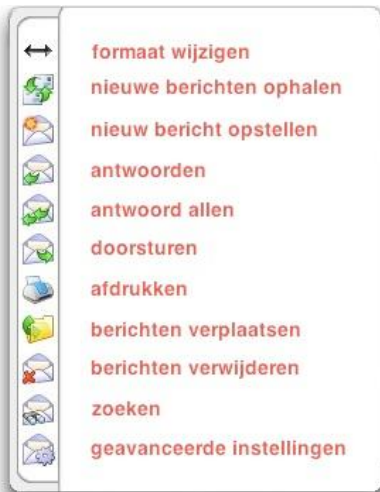 formaat wijzigen
nieuwe berichten ophalen
nieuw bericht opstellen
antwoorden
antwoord allen
doorsturen
afdrukken
berichten verplaatsen
berichten verwijderen
zoeken
geavanceerde instellingen